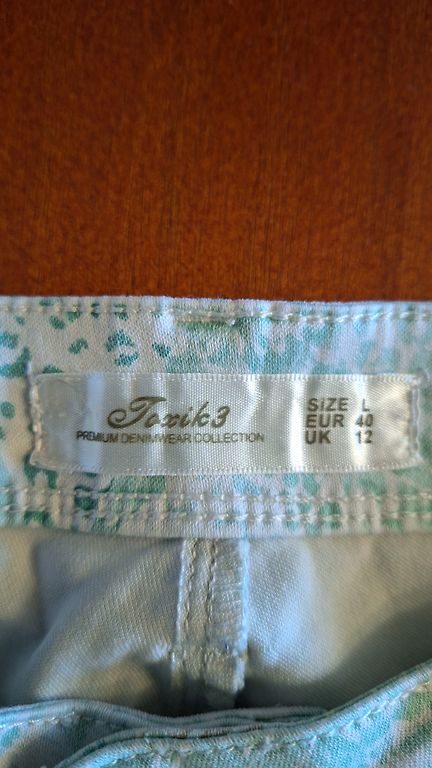 Toxik3
PREMIUM DENIMWEAR COLLECTION
SIZE L
EUR 40
UK 12